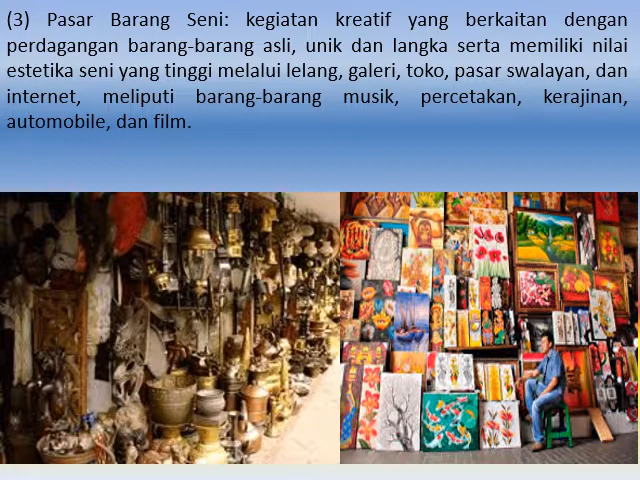 (3) Pasar Barang Seni: kegiatan kreatif yang berkaitan dengan
perdagangan barang-barang asli, unik dan langka serta memiliki nilai
estetika seni yang tinggi melalui lelang, galeri, toko, pasar swalayan, dan
internet, meliputi barang-barang musik, percetakan, kerajinan,
automobile, dan film.